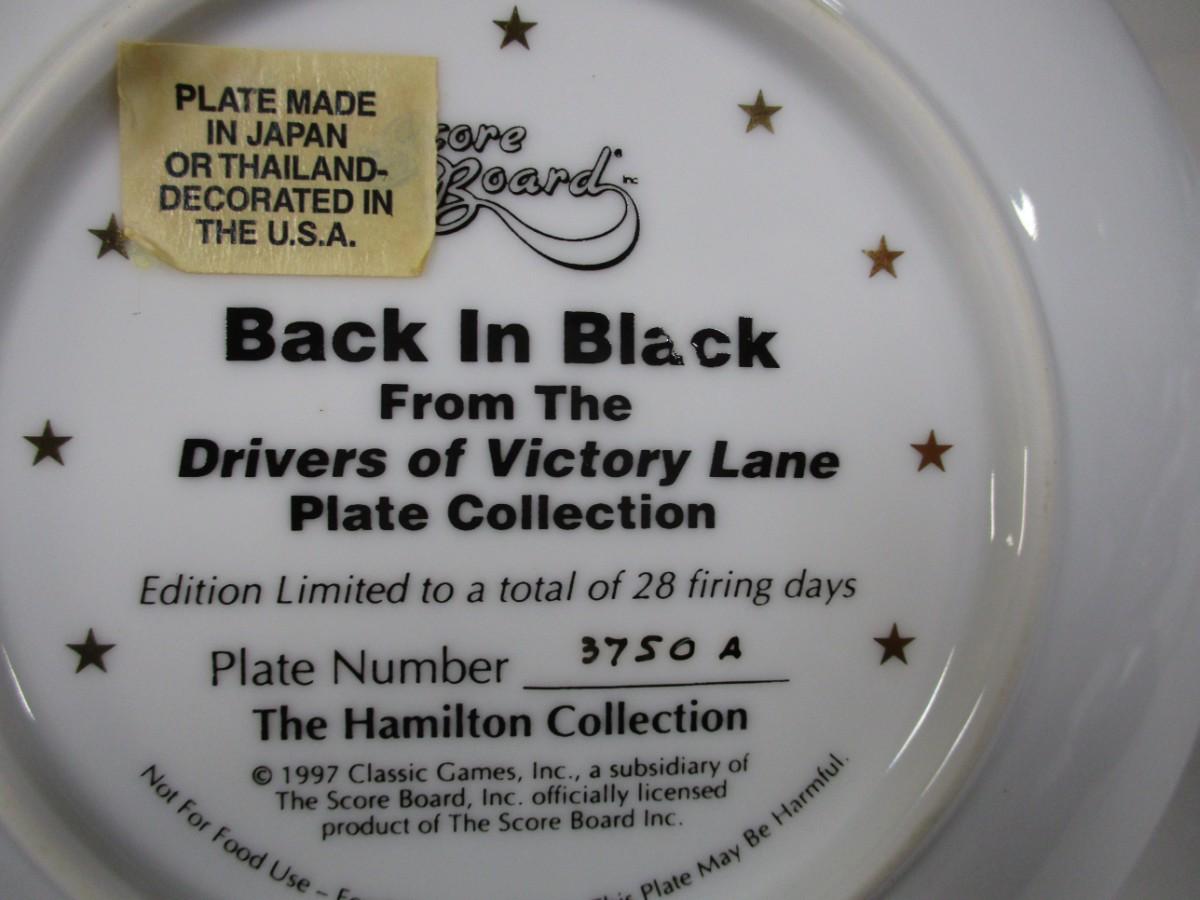 PLATE MADE
IN JAPAN
OR THAILAND-
DECORATED IN
THE U.S.A.
Score
Board® Inc
Back In Black
From The
Drivers of Victory Lane
Plate Collection
Edition Limited to a total of 28 firing days
Plate Number 3750 A
The Hamilton Collection
© 1997 Classic Games, Inc., a subsidiary of
The Score Board, Inc. officially licensed
product of The Score Board Inc.
Not For Food Use – This Plate May Be Harmful.